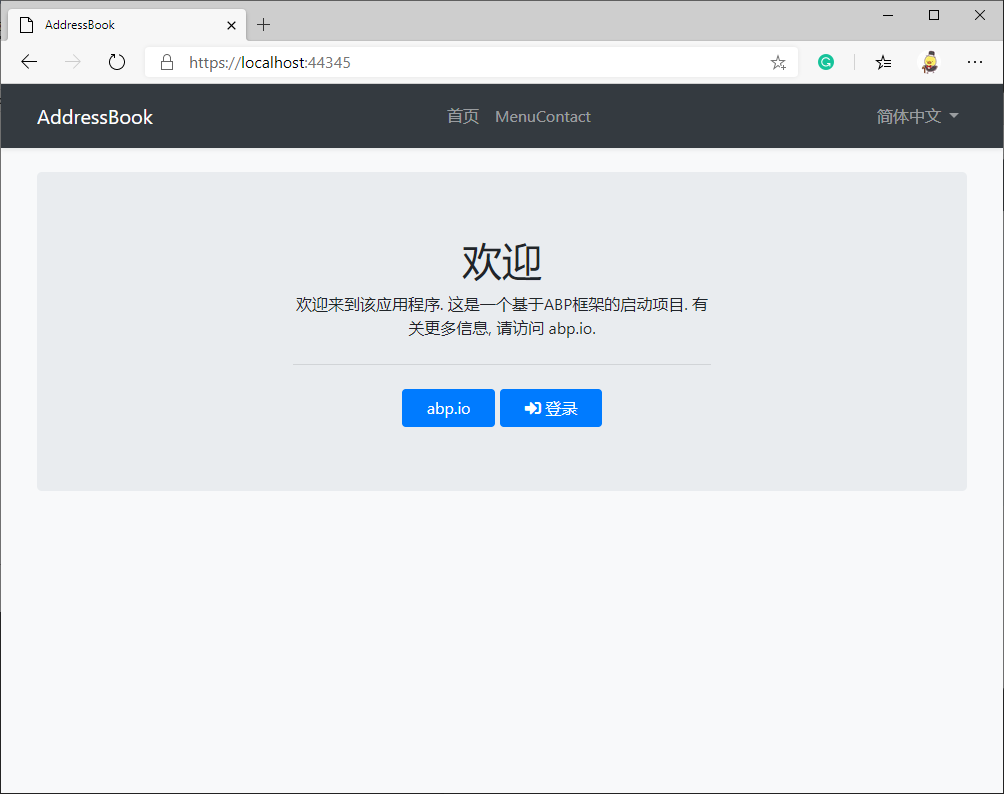 AddressBook
https://localhost:44345
AddressBook 首页 MenuContact 简体中文
欢迎
欢迎来到该应用程序. 这是一个基于ABP框架的启动项目. 有
关更多信息, 请访问 abp.io.
abp.io 登录